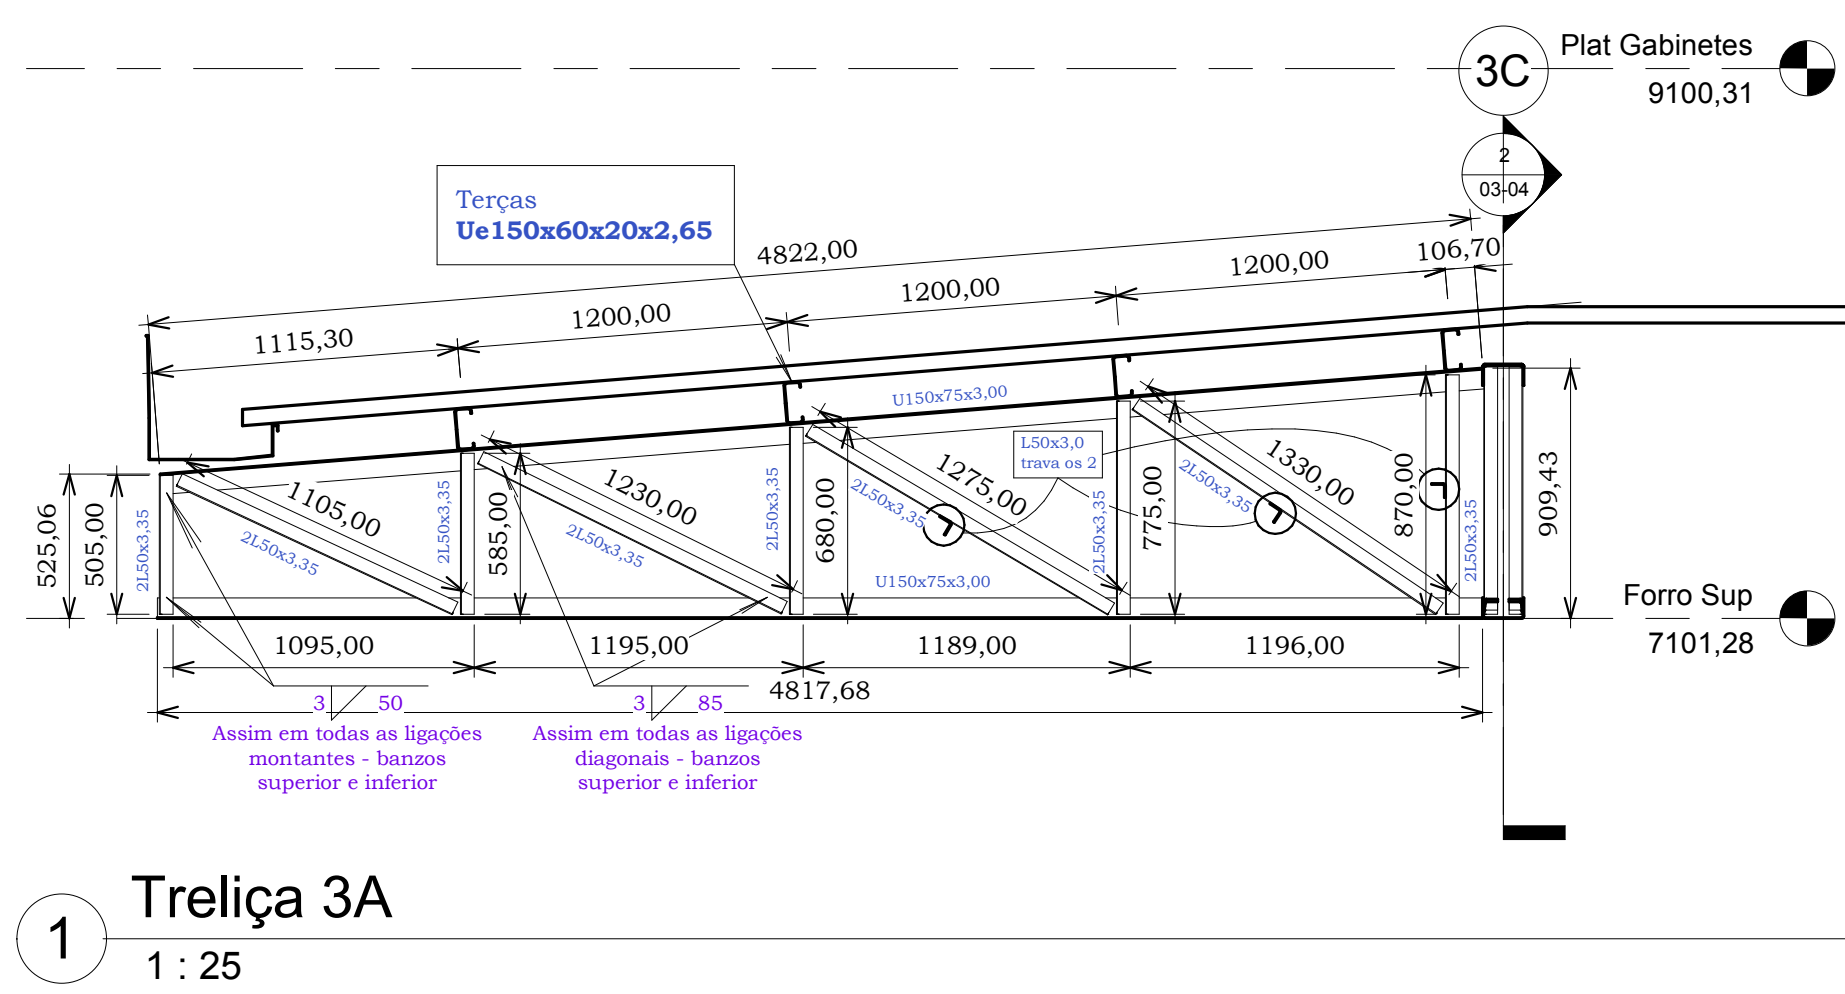 3C
Plat Gabinetes
9100,31
2
03-04
Terças
Ue150x60x20x2,65
4822,00
106,70
1200,00
1200,00
1200,00
1115,30
U150x75x3,00
L50x3,0
trava os 2
525,06
505,00
2L50x3,35
1105,00
2L50x3,35
2L50x3,35
585,00
1230,00
2L50x3,35
2L50x3,35
680,00
1275,00
2L50x3,35
2L50x3,35
775,00
1330,00
2L50x3,35
870,00
2L50x3,35
909,43
U150x75x3,00
Forro Sup
7101,28
1095,00
1195,00
1189,00
1196,00
4817,68
3 50
Assim em todas as ligações
montantes - banzos
superior e inferior
3 85
Assim em todas as ligações
diagonais - banzos
superior e inferior
1
Treliça 3A
1 : 25